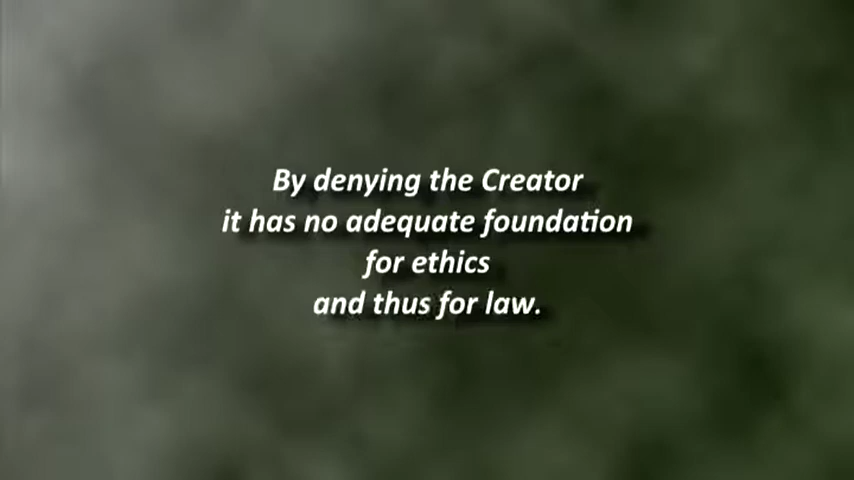 By denying the Creator
it has no adequate foundation
for ethics
and thus for law.